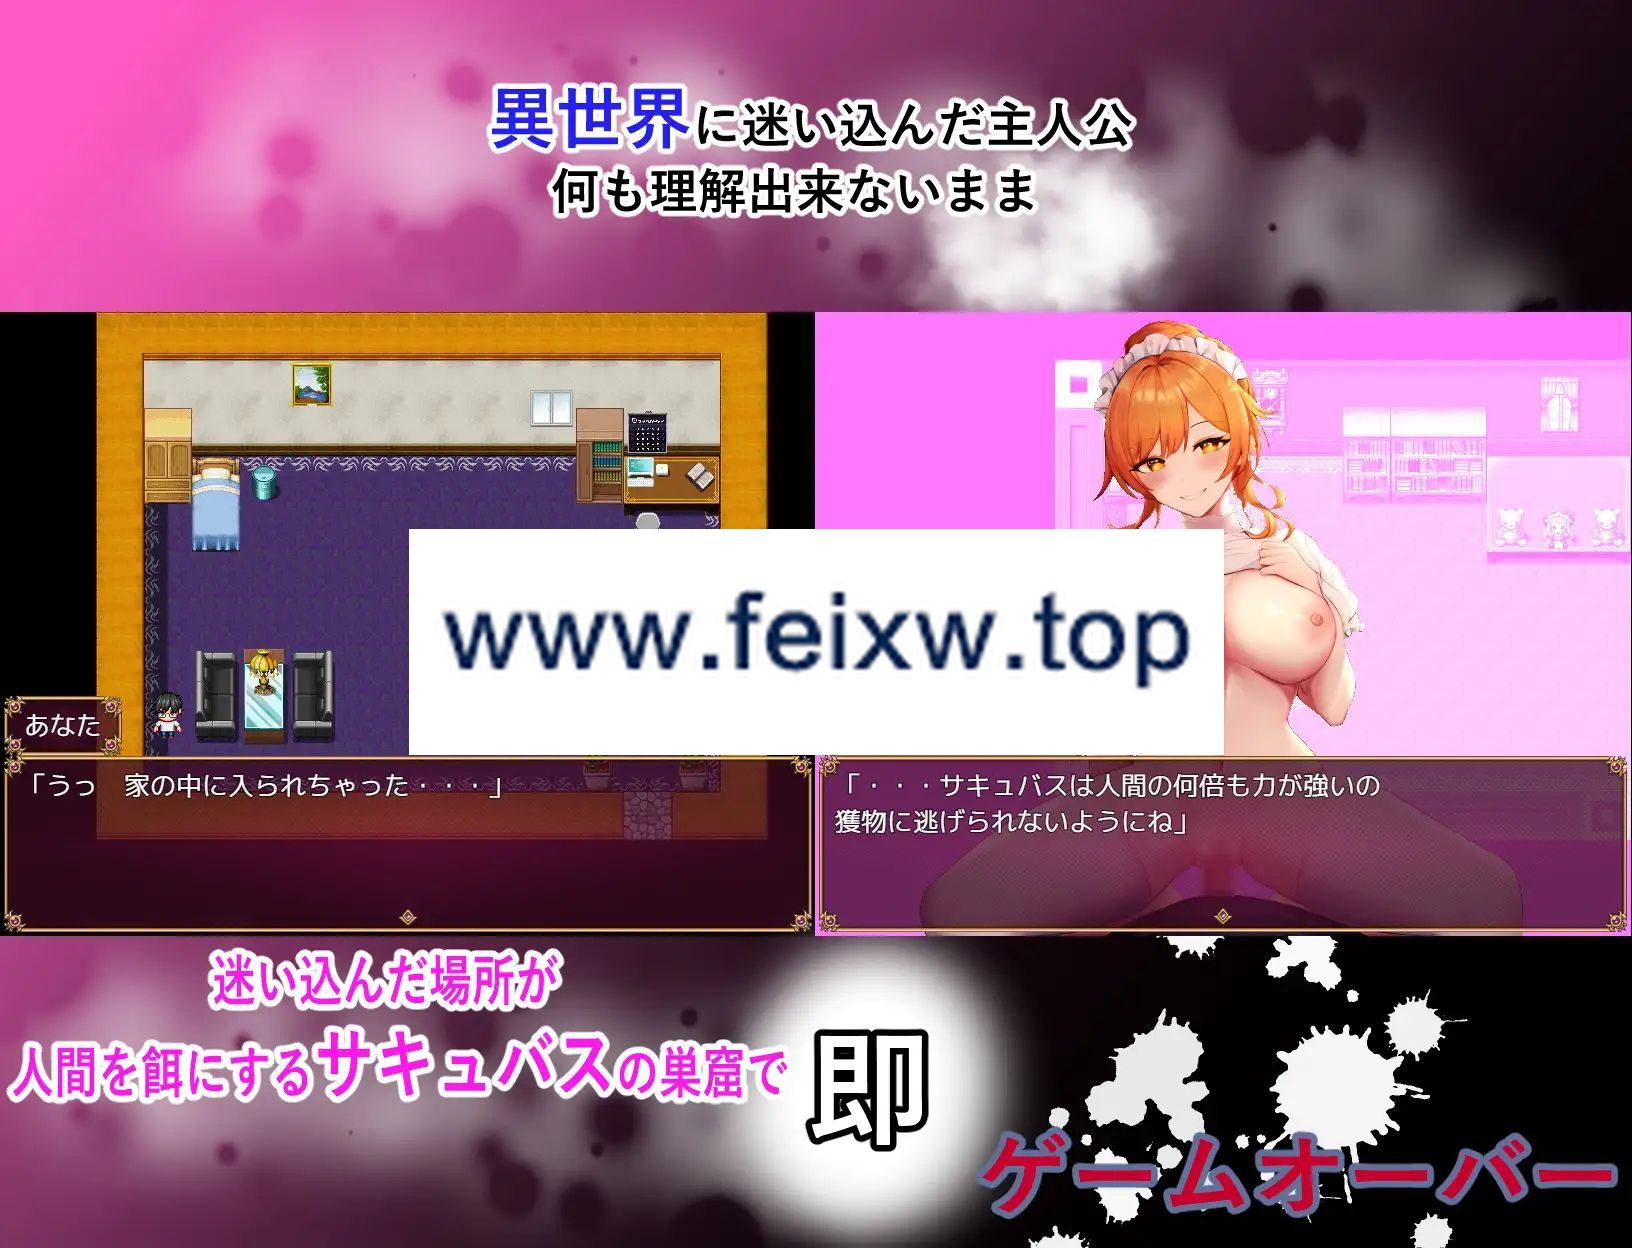 異世界に迷い込んだ主人公
何も理解出来ないまま
www.feixw.top
あなた
「うっ　家の中に入られちゃった・・・」
「・・・サキュバスは人間の何倍も力が強いの
獲物に逃げられないようにね」
迷い込んだ場所が
人間を餌にするサキュバスの巣窟で
即
ゲームオーバー